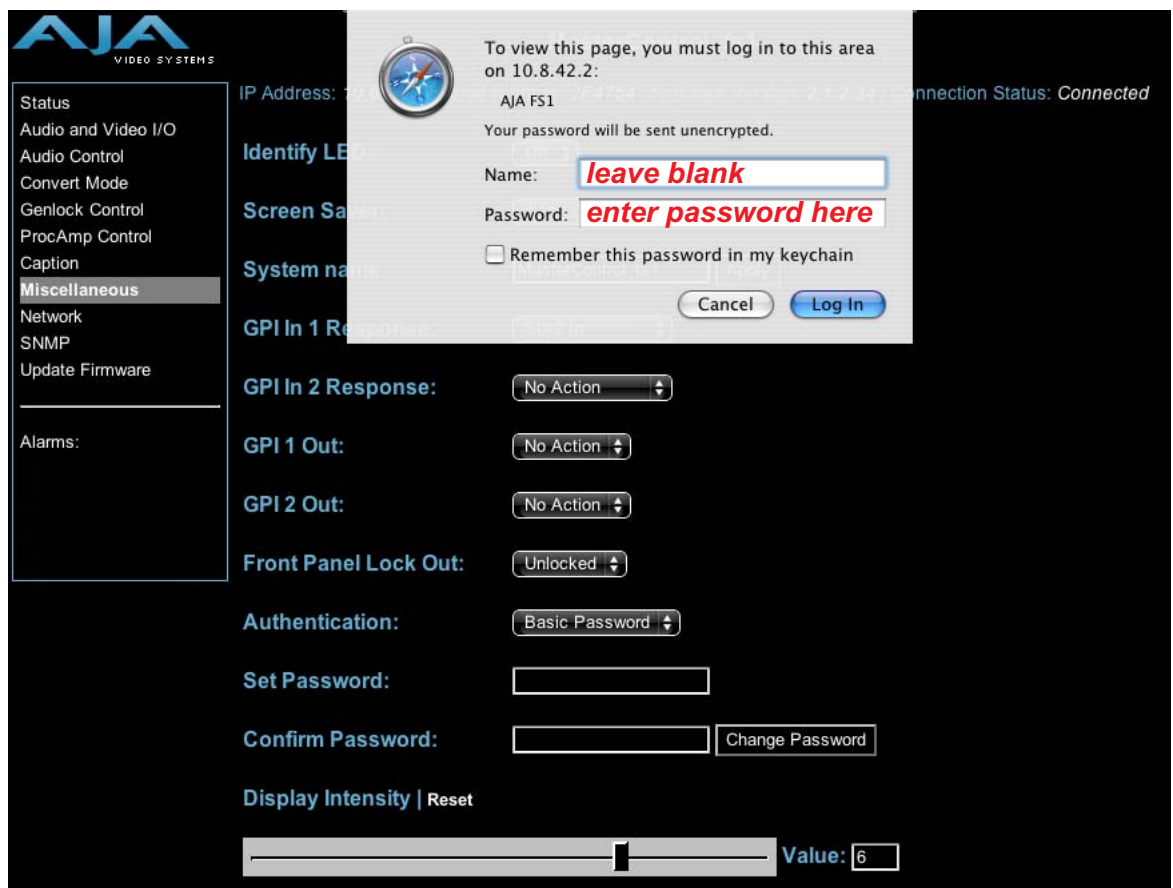 AJA
VIDEO SYSTEMS
Status
Audio and Video I/O
Audio Control
Convert Mode
Genlock Control
ProcAmp Control
Caption
Miscellaneous
Network
SNMP
Update Firmware
Alarms:
To view this page, you must log in to this area
on 10.8.42.2:
AJA FS1
Your password will be sent unencrypted.
Name: leave blank
Password: enter password here
Remember this password in my keychain
Cancel Log In
IP Address: nnection Status: Connected
Identify LED:
Screen Saver:
System name:
GPI In 1 Response:
GPI In 2 Response: No Action
GPI 1 Out: No Action
GPI 2 Out: No Action
Front Panel Lock Out: Unlocked
Authentication: Basic Password
Set Password:
Confirm Password: Change Password
Display Intensity | Reset
Value: 6